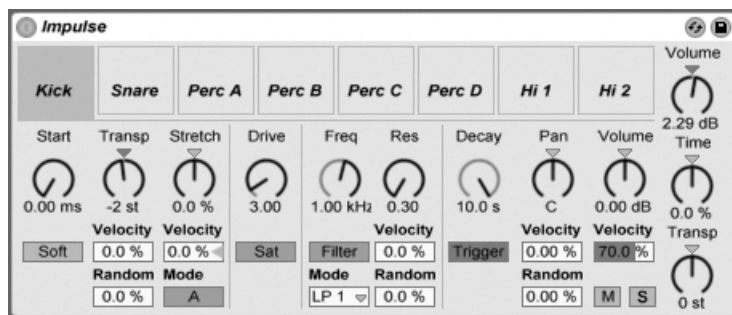 Impulse
Volume
Kick Snare Perc A Perc B Perc C Perc D Hi 1 Hi 2
2.29 dB
Start Transp Stretch Drive Freq Res Decay Pan Volume Time
0.00 ms -2 st 0.0 % 3.00 1.00 kHz 0.30 10.0 s C 0.00 dB 0.0 %
Velocity Velocity Velocity Velocity Velocity Transp
Soft 0.0 % 0.0 % Sat Filter 0.0 % Trigger 0.00 % 70.0 %
Random Mode Mode Random Random
0.0 % A LP 1 0.0 % 0.00 % M S 0 st